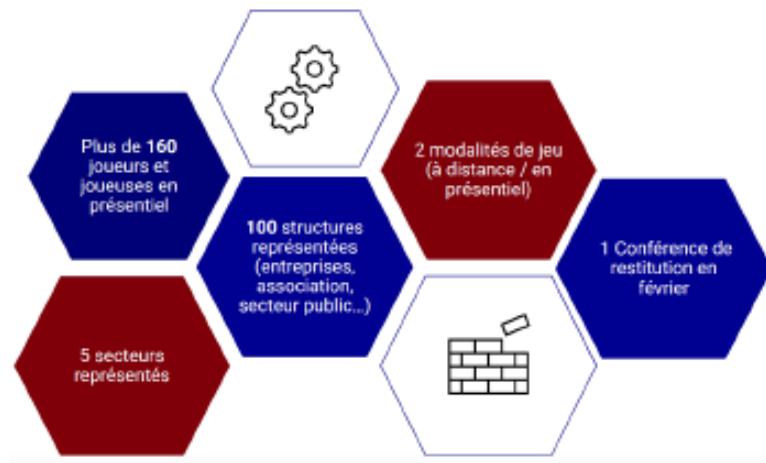 Plus de 160
joueurs et
joueuses en
présentiel
2 modalités de jeu
(à distance / en
présentiel)
100 structures
représentées
(entreprises,
association,
secteur public...)
1 Conférence de
restitution en
février
5 secteurs
représentés